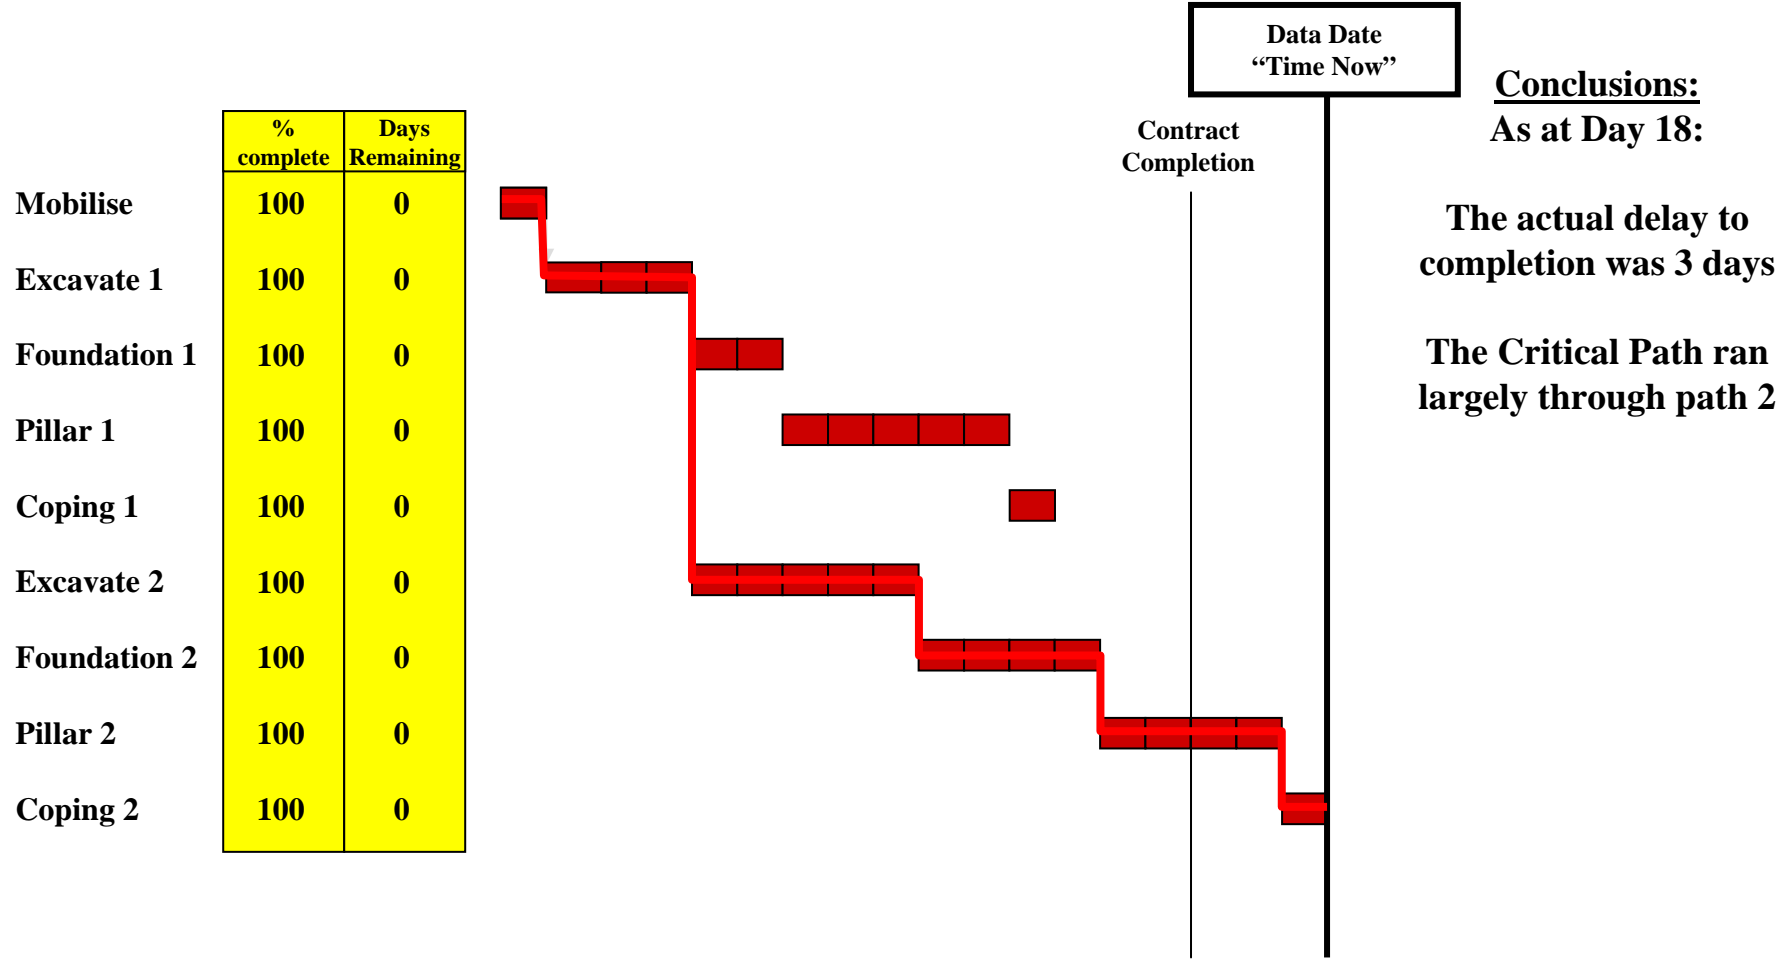 Data Date
“Time Now”
Conclusions:
As at Day 18:
The actual delay to
completion was 3 days
The Critical Path ran
largely through path 2
Contract
Completion
% complete
Days Remaining
Mobilise 100 0
Excavate 1 100 0
Foundation 1 100 0
Pillar 1 100 0
Coping 1 100 0
Excavate 2 100 0
Foundation 2 100 0
Pillar 2 100 0
Coping 2 100 0